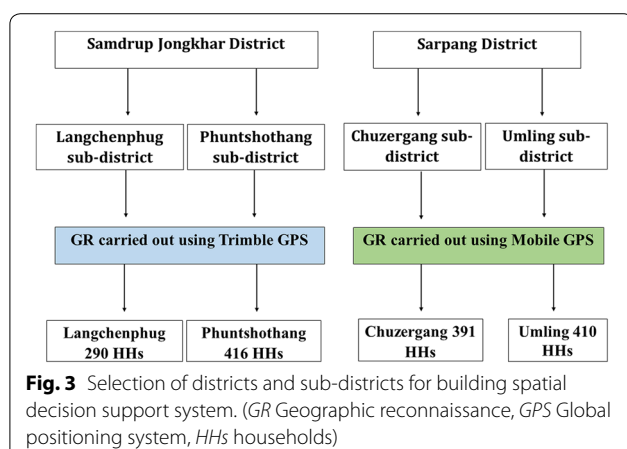 Samdrup Jongkhar District
Sarpang District
Langchenphug
sub-district
Phuntshothang
sub-district
Chuzergang sub-
district
Umling sub-
district
GR carried out using Trimble GPS
GR carried out using Mobile GPS
Langchenphug
290 HHs
Phuntshothang
416 HHs
Chuzergang 391
HHs
Umling 410
HHs
Fig. 3 Selection of districts and sub-districts for building spatial
decision support system. (GR Geographic reconnaissance, GPS Global
positioning system, HHs households)